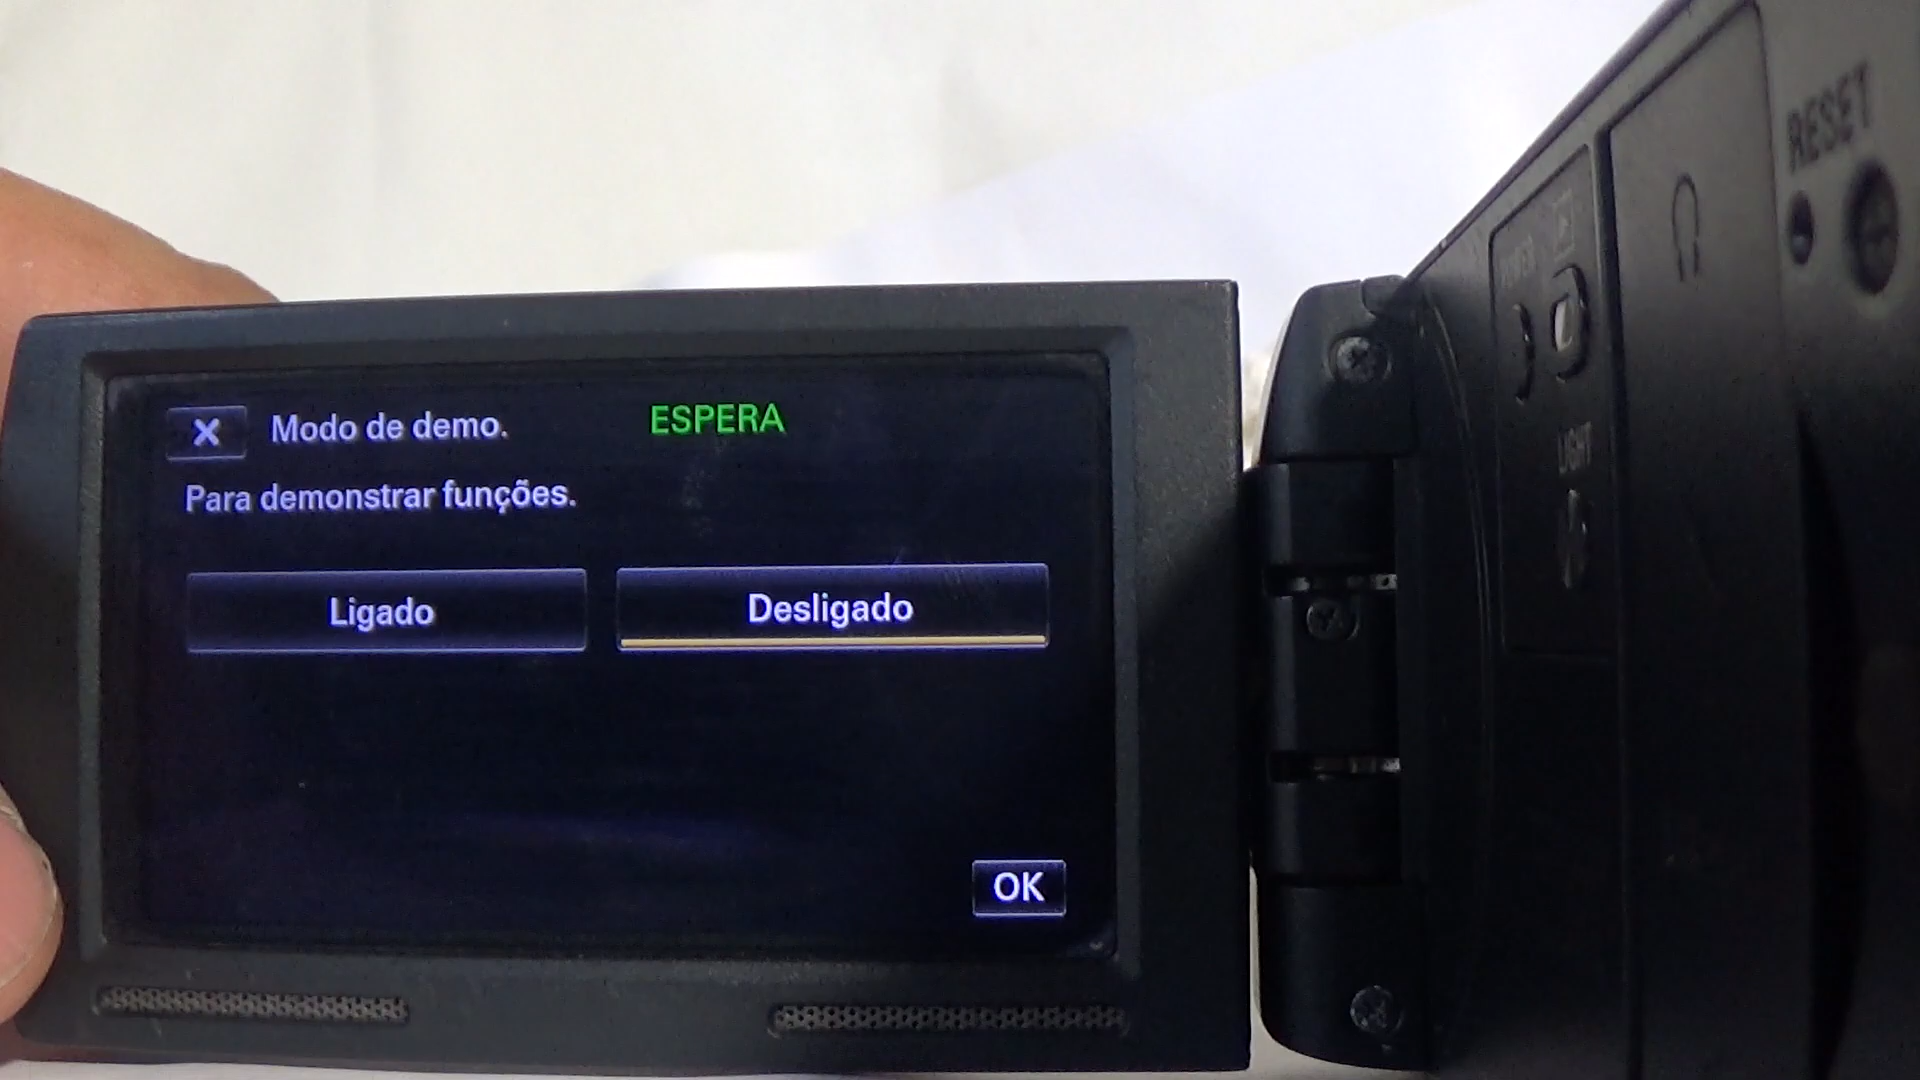 X Modo de demo. ESPERA
Para demonstrar funções.
Ligado Desligado
OK
RESET
LIGHT